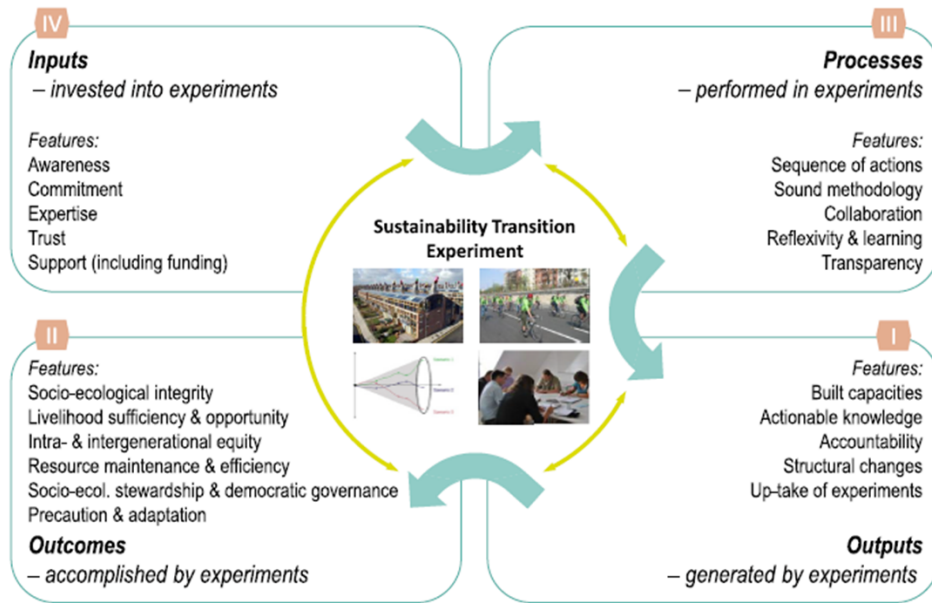 IV
Inputs
– invested into experiments
Features:
Awareness
Commitment
Expertise
Trust
Support (including funding)
III
Processes
– performed in experiments
Features:
Sequence of actions
Sound methodology
Collaboration
Reflexivity & learning
Transparency
Sustainability Transition
Experiment
II
Features:
Socio-ecological integrity
Livelihood sufficiency & opportunity
Intra- & intergenerational equity
Resource maintenance & efficiency
Socio-ecol. stewardship & democratic governance
Precaution & adaptation
Outcomes
– accomplished by experiments
I
Features:
Built capacities
Actionable knowledge
Accountability
Structural changes
Up-take of experiments
Outputs
– generated by experiments